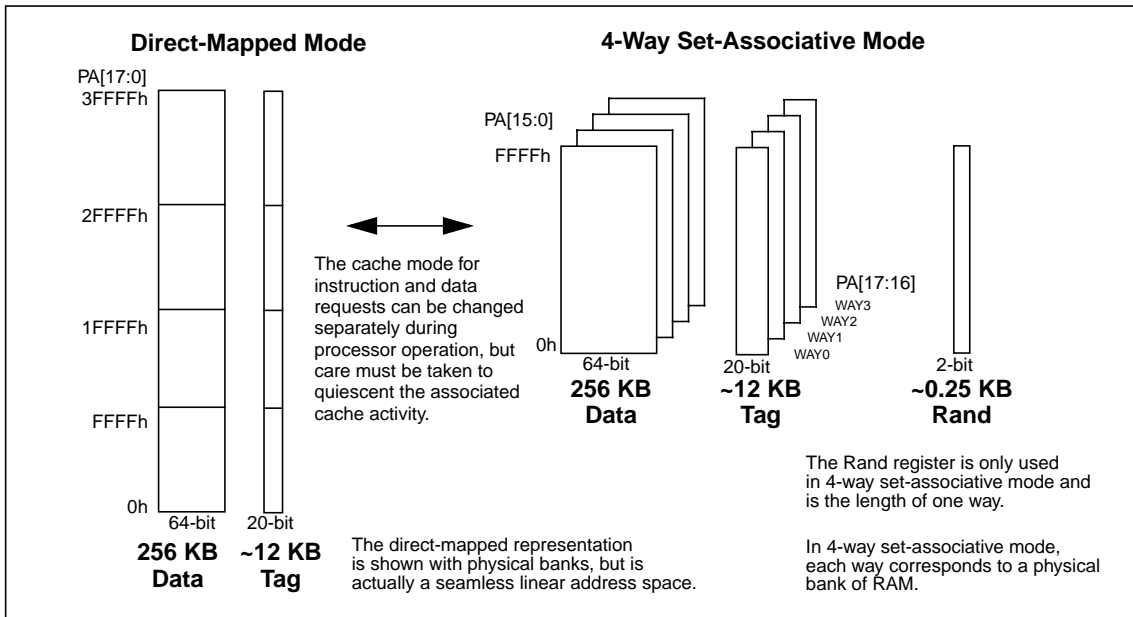 Direct-Mapped Mode
PA[17:0]
3FFFFh
2FFFFh
1FFFFh
FFFFh
0h
64-bit
20-bit
256 KB
Data
~12 KB
Tag
The cache mode for
instruction and data
requests can be changed
separately during
processor operation, but
care must be taken to
quiescent the associated
cache activity.
The direct-mapped representation
is shown with physical banks, but is
actually a seamless linear address space.
4-Way Set-Associative Mode
PA[15:0]
FFFFh
0h
64-bit
256 KB
Data
PA[17:16]
WAY3
WAY2
WAY1
WAY0
20-bit
~12 KB
Tag
2-bit
~0.25 KB
Rand
The Rand register is only used
in 4-way set-associative mode and
is the length of one way.
In 4-way set-associative mode,
each way corresponds to a physical
bank of RAM.